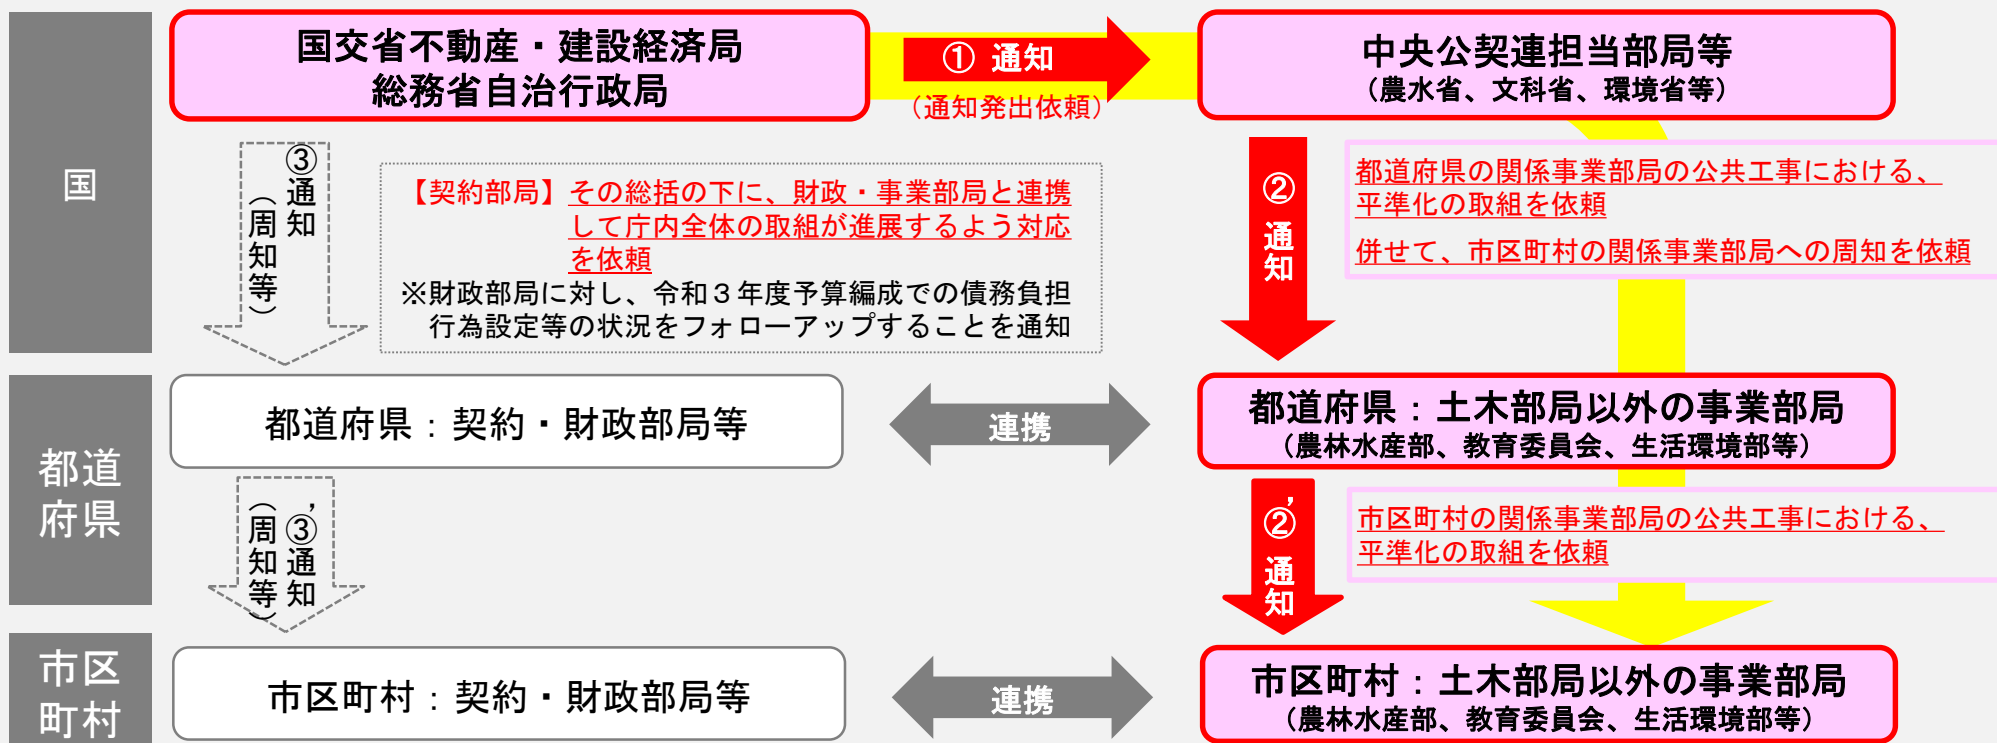 国
国交省不動産・建設経済局
総務省自治行政局
① 通知
（通知発出依頼）
中央公契連担当部局等
（農水省、文科省、環境省等）
③通知
（周知等）
【契約部局】その総括の下に、財政・事業部局と連携
して庁内全体の取組が進展するよう対応
を依頼
※財政部局に対し、令和３年度予算編成での債務負担
行為設定等の状況をフォローアップすることを通知
② 通知
都道府県の関係事業部局の公共工事における、
平準化の取組を依頼
併せて、市区町村の関係事業部局への周知を依頼
都道
府県
都道府県：契約・財政部局等
連携
都道府県：土木部局以外の事業部局
（農林水産部、教育委員会、生活環境部等）
③’通知
（周知等）
②’通知
市区町村の関係事業部局の公共工事における、
平準化の取組を依頼
市区
町村
市区町村：契約・財政部局等
連携
市区町村：土木部局以外の事業部局
（農林水産部、教育委員会、生活環境部等）